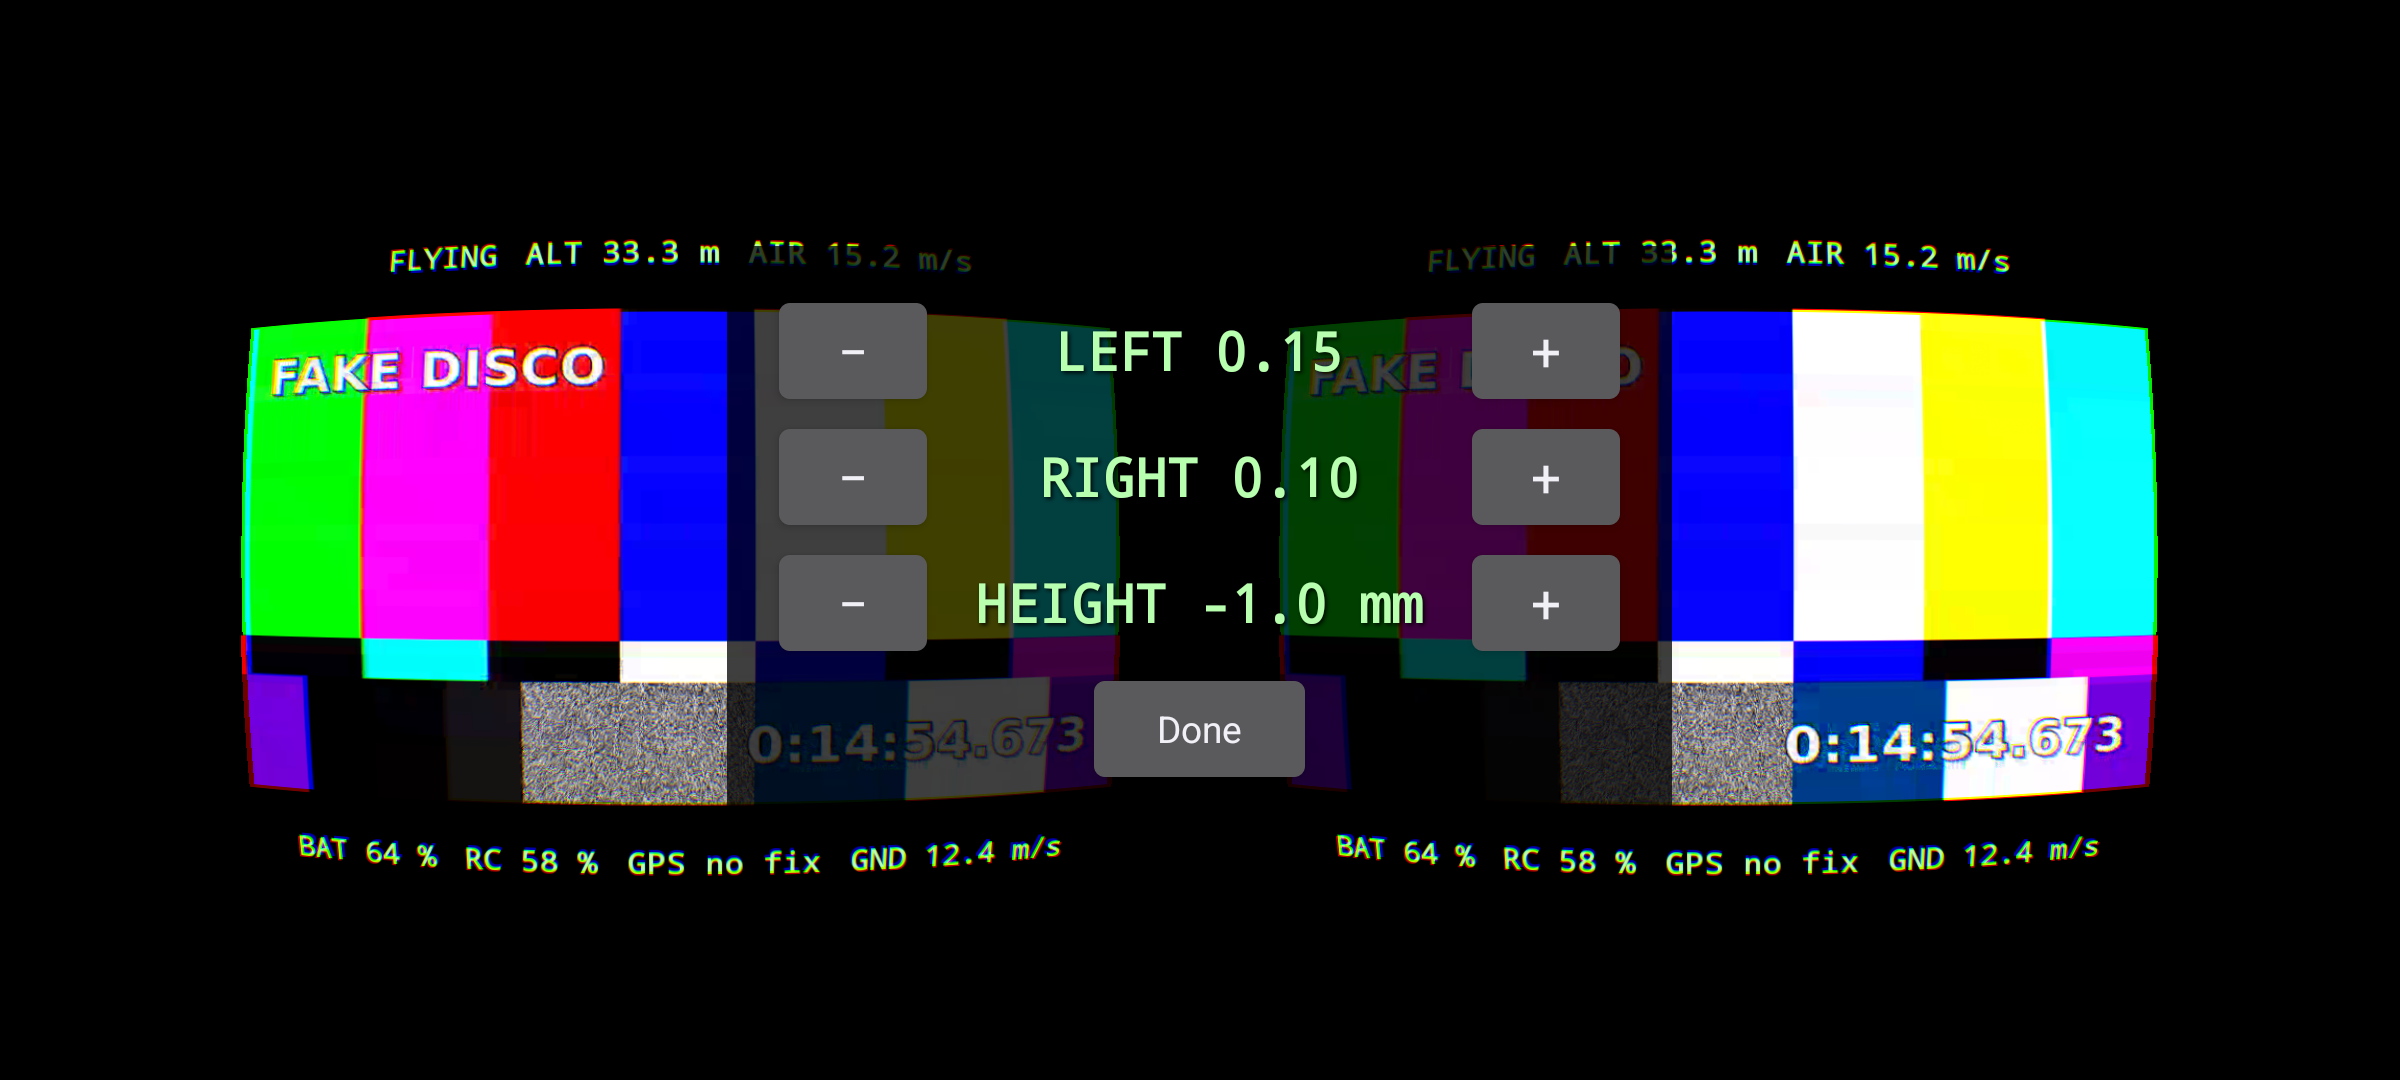 FLYING ALT 33.3 m AIR 15.2 m/s
FLYING ALT 33.3 m AIR 15.2 m/s
FAKE DISCO
FAKE DISCO
− LEFT 0.15 +
− RIGHT 0.10 +
− HEIGHT -1.0 mm +
Done
0:14:54.673
0:14:54.673
BAT 64 % RC 58 % GPS no fix GND 12.4 m/s
BAT 64 % RC 58 % GPS no fix GND 12.4 m/s